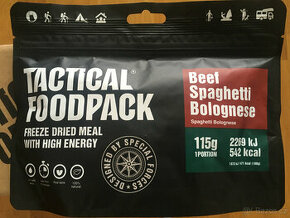 TACTICAL
FOODPACK
FREEZE DRIED MEAL
WITH HIGH ENERGY
DESIGNED BY SPECIAL FORCES
Beef
Spaghetti
Bolognese
Spaghetti Bolognese
115g
1 PORTION
2289 kJ
542 kcal